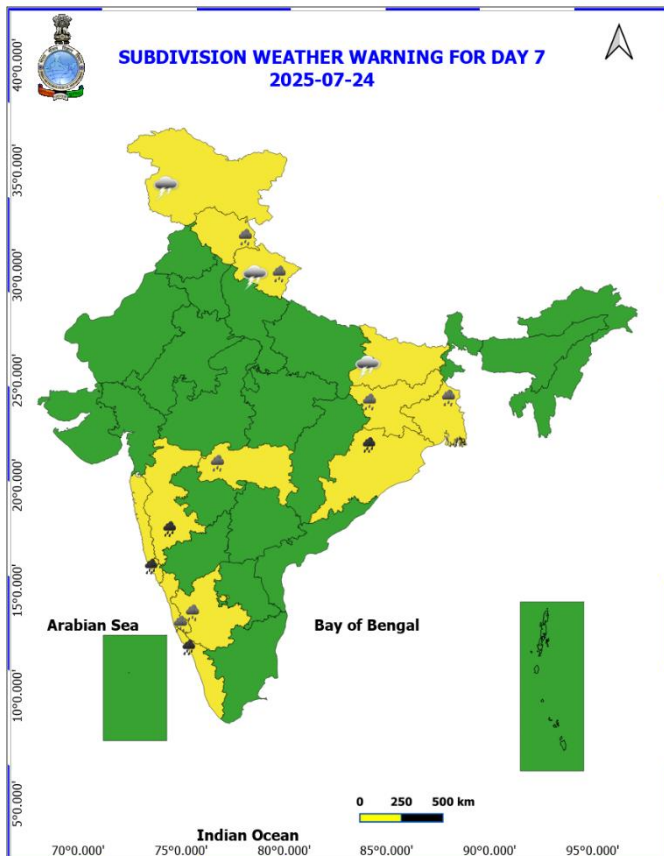 SUBDIVISION WEATHER WARNING FOR DAY 7
2025-07-24
40°0.000'
35°0.000'
30°0.000'
25°0.000'
20°0.000'
15°0.000'
10°0.000'
5°0.000'
Arabian Sea
Bay of Bengal
0 250 500 km
Indian Ocean
70°0.000' 75°0.000' 80°0.000' 85°0.000' 90°0.000' 95°0.000'